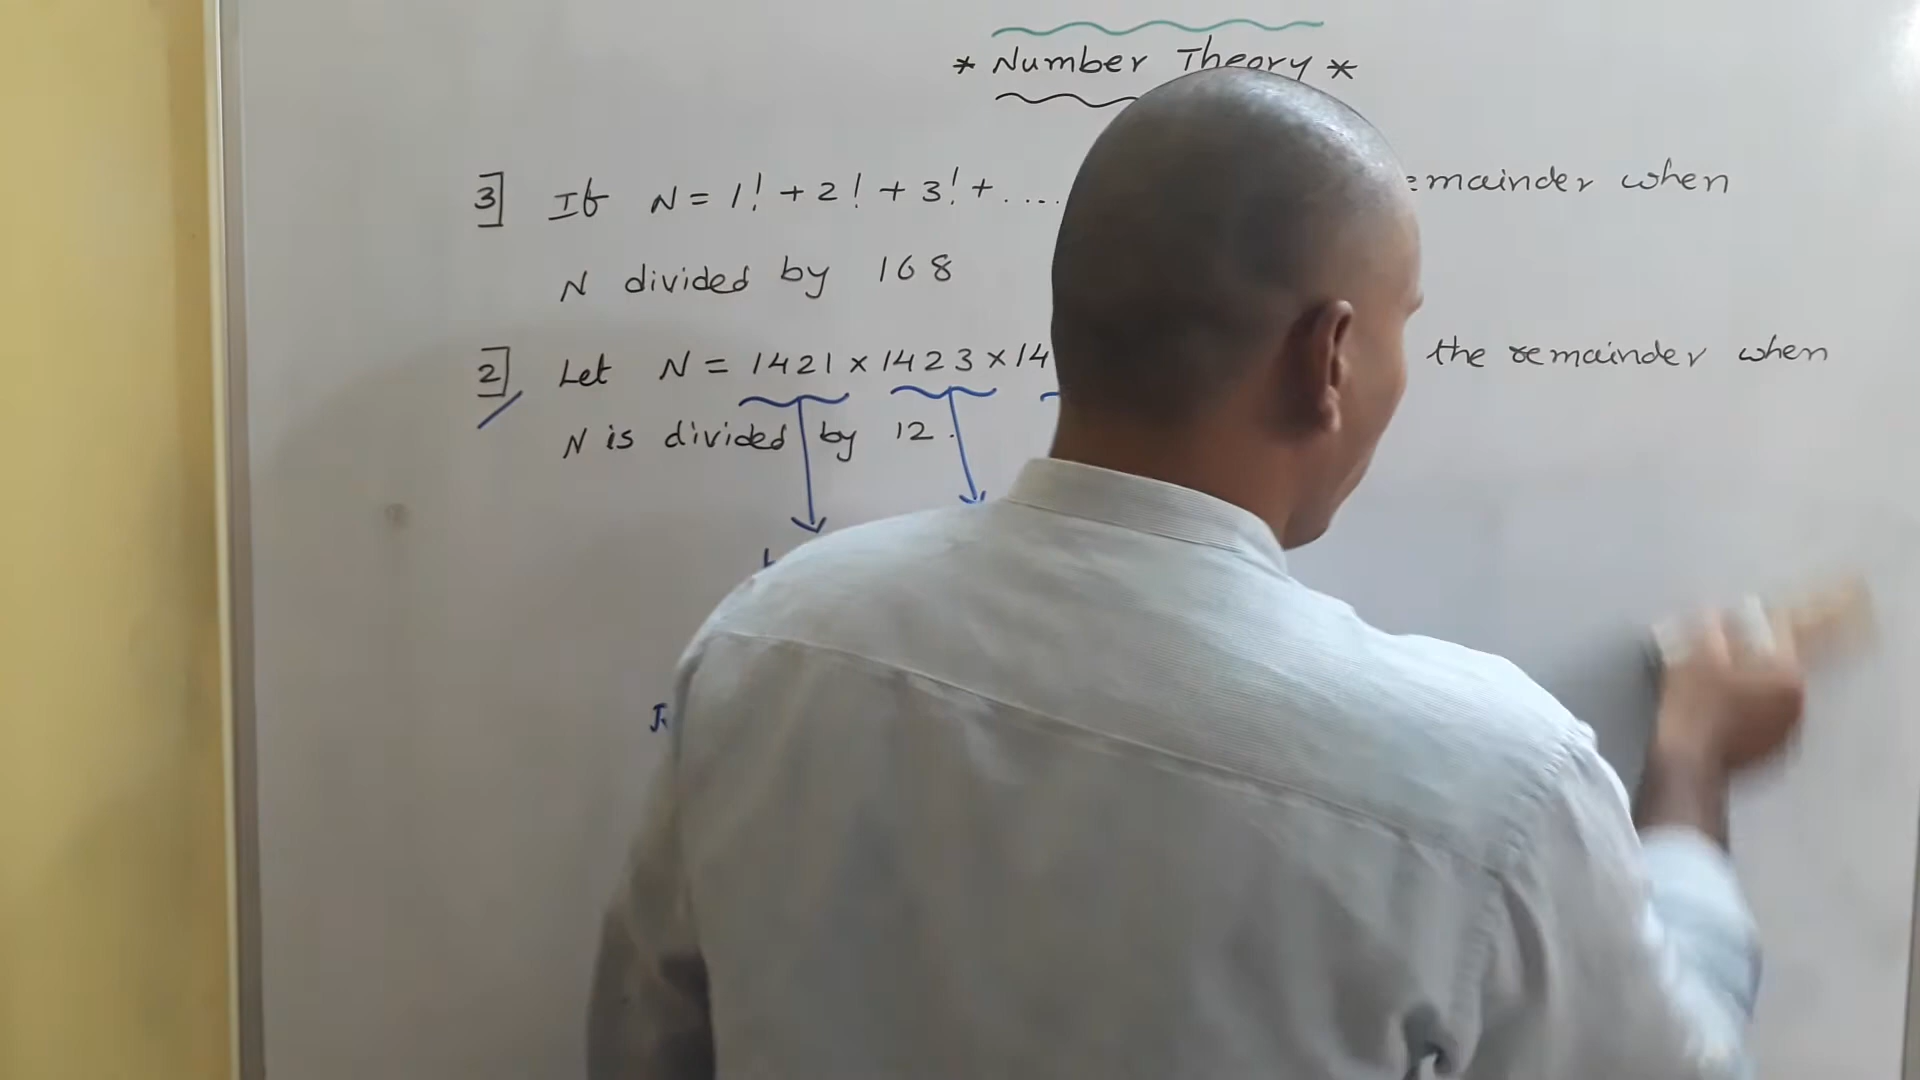 * Number Theory *
3] If N = 1! + 2! + 3! + .... remainder when
N divided by 168
2] Let N = 1421 × 1423 × 14 the remainder when
N is divided by 12.